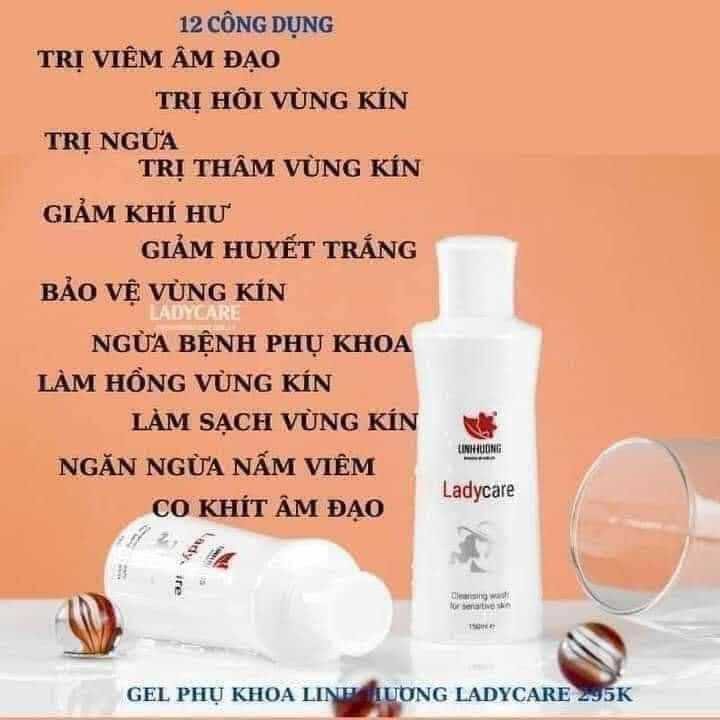 12 CÔNG DỤNG
TRỊ VIÊM ÂM ĐẠO
TRỊ HÔI VÙNG KÍN
TRỊ NGỨA
TRỊ THÂM VÙNG KÍN
GIẢM KHÍ HƯ
GIẢM HUYẾT TRẮNG
BẢO VỆ VÙNG KÍN
LADYCARE
NGỪA BỆNH PHỤ KHOA
LÀM HỒNG VÙNG KÍN
LÀM SẠCH VÙNG KÍN
NGĂN NGỪA NẤM VIÊM
CO KHÍT ÂM ĐẠO
LINH HUONG
Ladycare
Cleansing wash
for sensitive skin
150ml e
GEL PHỤ KHOA LINH HƯƠNG LADYCARE 295K